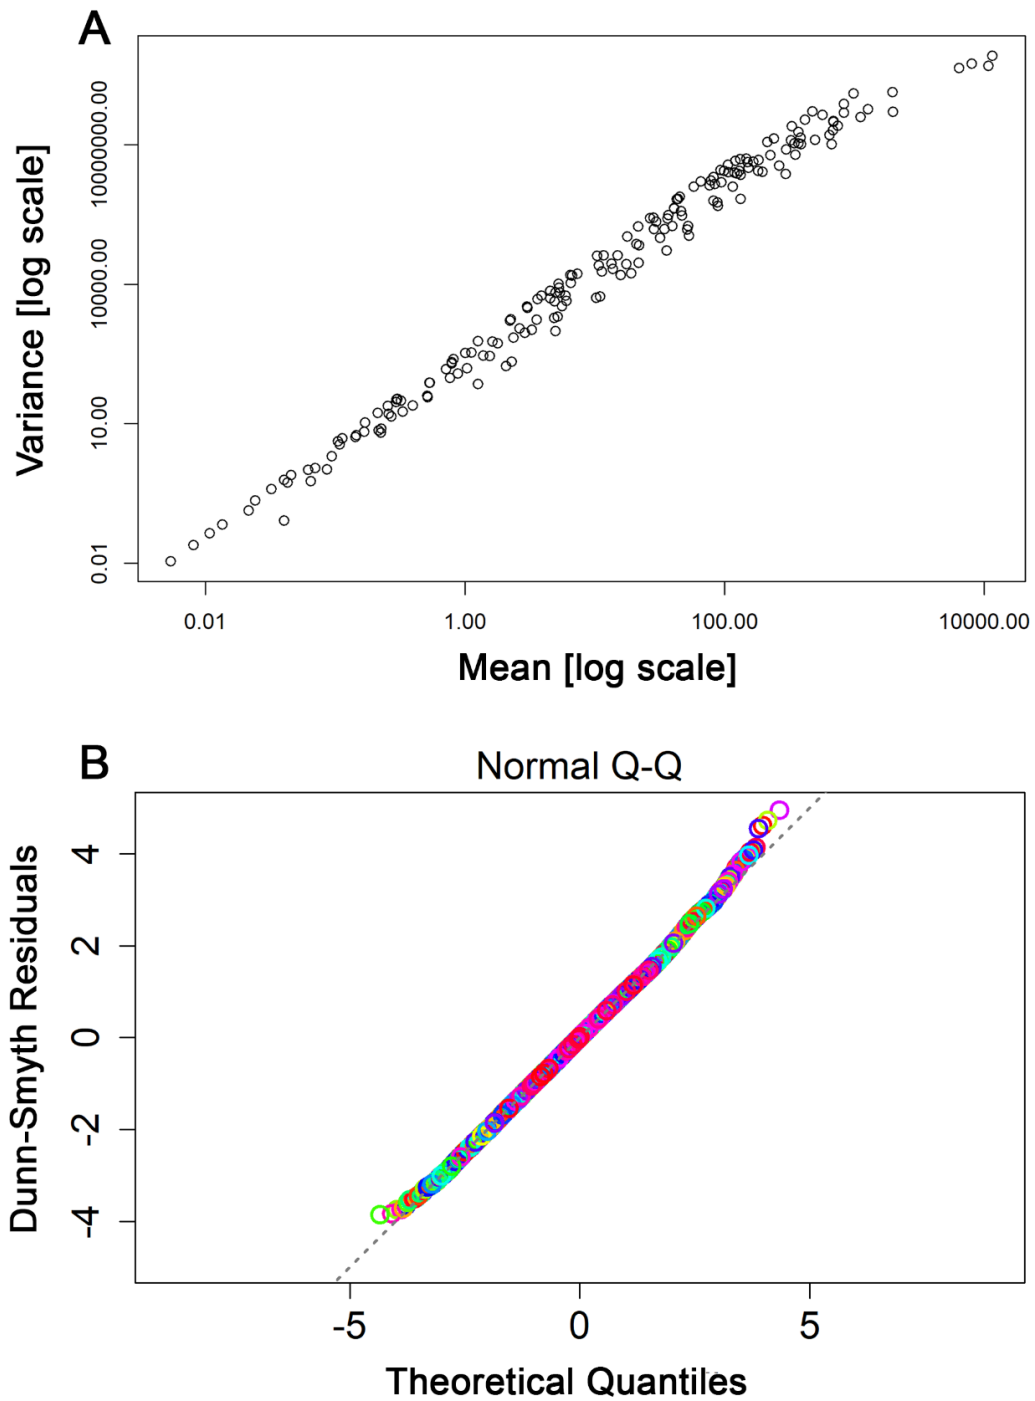 A
Variance [log scale]
10000000.00
10000.00
10.00
0.01
0.01 1.00 100.00 10000.00
Mean [log scale]
B
Normal Q-Q
Dunn-Smyth Residuals
4
2
0
-2
-4
-5 0 5
Theoretical Quantiles